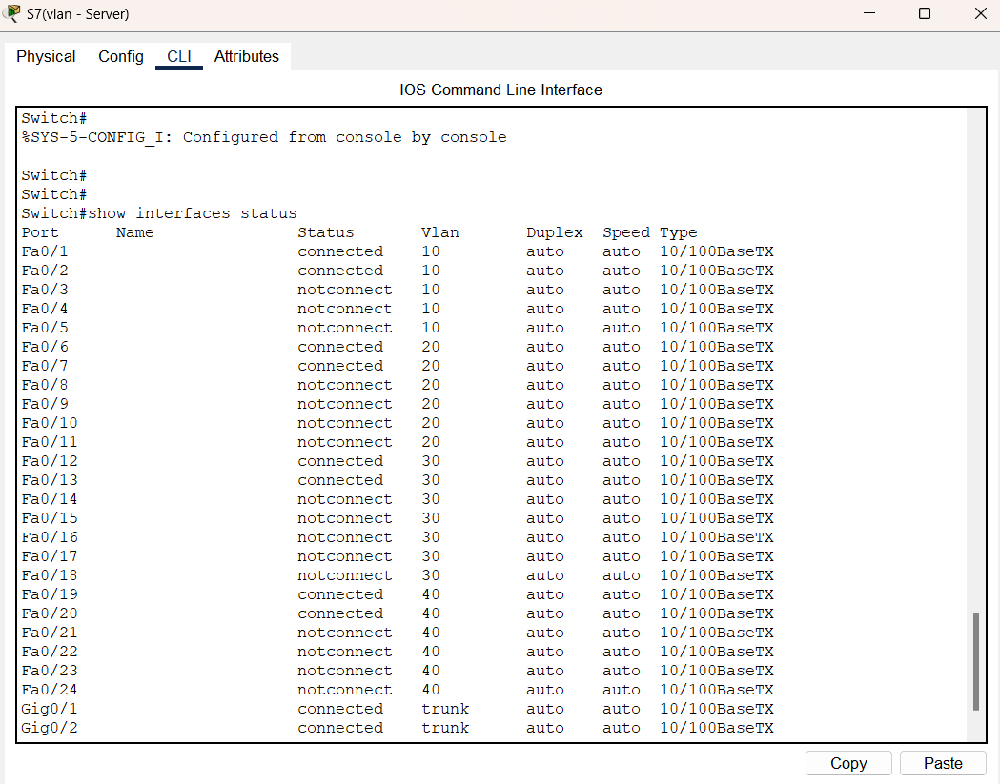 S7(vlan - Server)
Physical Config CLI Attributes
IOS Command Line Interface
Switch#
%SYS-5-CONFIG_I: Configured from console by console
Switch#
Switch#
Switch#show interfaces status
Port Name Status Vlan Duplex Speed Type
Fa0/1 connected 10 auto auto 10/100BaseTX
Fa0/2 connected 10 auto auto 10/100BaseTX
Fa0/3 notconnect 10 auto auto 10/100BaseTX
Fa0/4 notconnect 10 auto auto 10/100BaseTX
Fa0/5 notconnect 10 auto auto 10/100BaseTX
Fa0/6 connected 20 auto auto 10/100BaseTX
Fa0/7 connected 20 auto auto 10/100BaseTX
Fa0/8 notconnect 20 auto auto 10/100BaseTX
Fa0/9 notconnect 20 auto auto 10/100BaseTX
Fa0/10 notconnect 20 auto auto 10/100BaseTX
Fa0/11 notconnect 20 auto auto 10/100BaseTX
Fa0/12 connected 30 auto auto 10/100BaseTX
Fa0/13 connected 30 auto auto 10/100BaseTX
Fa0/14 notconnect 30 auto auto 10/100BaseTX
Fa0/15 notconnect 30 auto auto 10/100BaseTX
Fa0/16 notconnect 30 auto auto 10/100BaseTX
Fa0/17 notconnect 30 auto auto 10/100BaseTX
Fa0/18 notconnect 30 auto auto 10/100BaseTX
Fa0/19 connected 40 auto auto 10/100BaseTX
Fa0/20 connected 40 auto auto 10/100BaseTX
Fa0/21 notconnect 40 auto auto 10/100BaseTX
Fa0/22 notconnect 40 auto auto 10/100BaseTX
Fa0/23 notconnect 40 auto auto 10/100BaseTX
Fa0/24 notconnect 40 auto auto 10/100BaseTX
Gig0/1 connected trunk auto auto 10/100BaseTX
Gig0/2 connected trunk auto auto 10/100BaseTX
Copy Paste